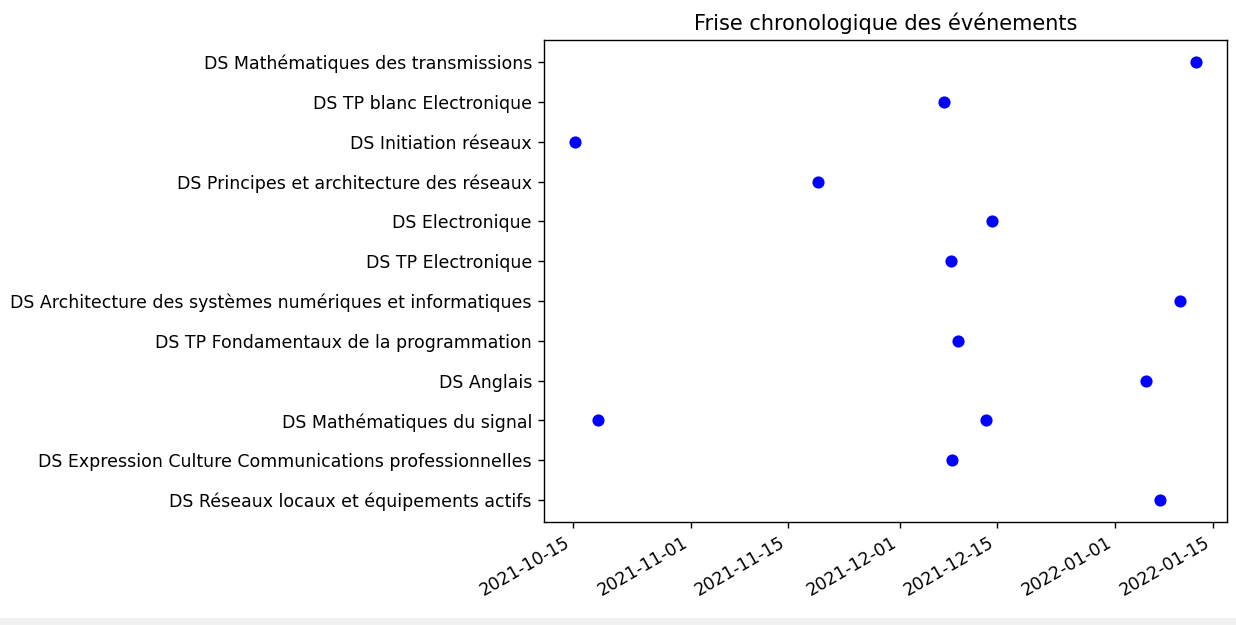 Frise chronologique des événements
DS Mathématiques des transmissions
DS TP blanc Electronique
DS Initiation réseaux
DS Principes et architecture des réseaux
DS Electronique
DS TP Electronique
DS Architecture des systèmes numériques et informatiques
DS TP Fondamentaux de la programmation
DS Anglais
DS Mathématiques du signal
DS Expression Culture Communications professionnelles
DS Réseaux locaux et équipements actifs
2021-10-15
2021-11-01
2021-11-15
2021-12-01
2021-12-15
2022-01-01
2022-01-15